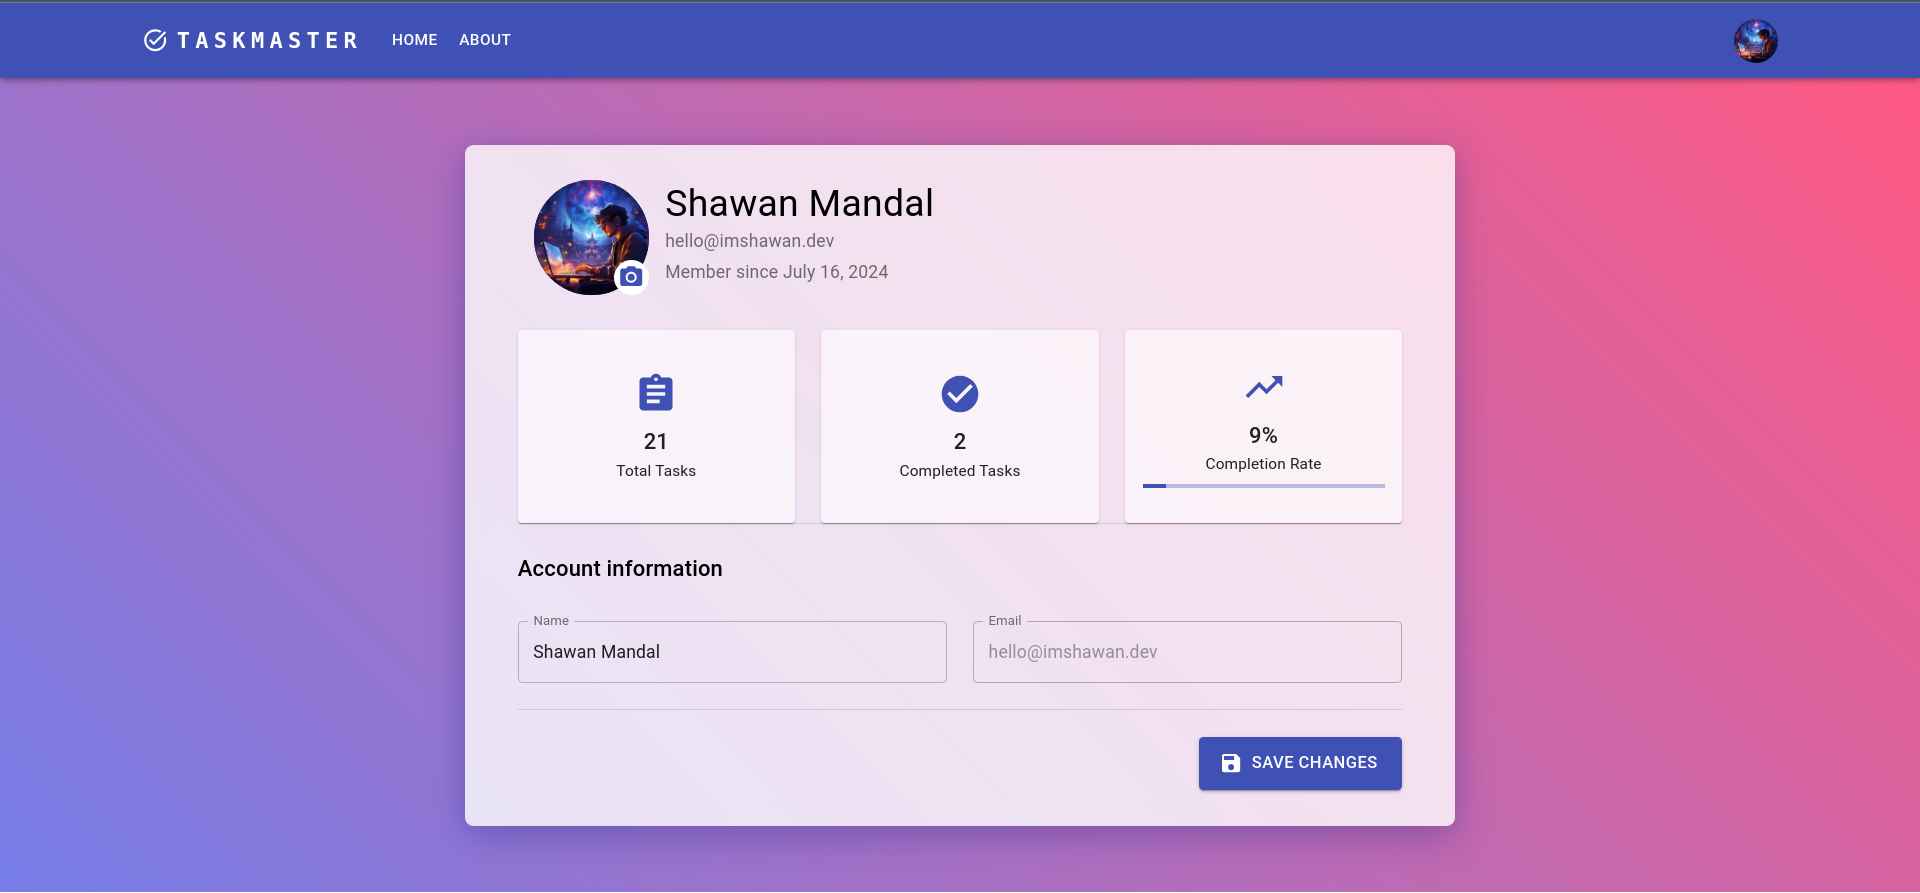 TASKMASTER HOME ABOUT
Shawan Mandal
hello@imshawan.dev
Member since July 16, 2024
21
Total Tasks
2
Completed Tasks
9%
Completion Rate
Account information
Name
Shawan Mandal
Email
hello@imshawan.dev
SAVE CHANGES